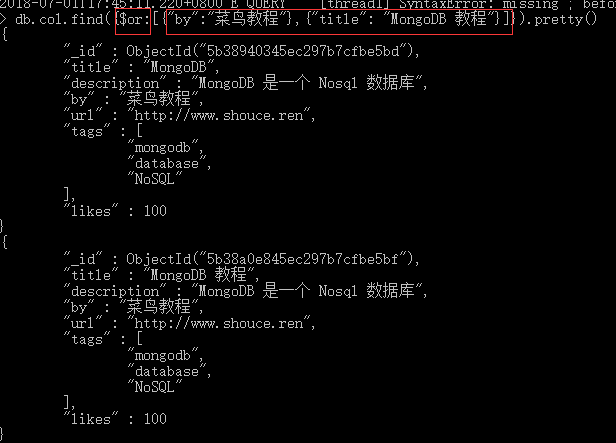 2018-07-01T17:45:11.220+0800 E QUERY    [thread1] SyntaxError: missing ; before
> db.col.find({$or:[{"by":"菜鸟教程"},{"title": "MongoDB 教程"}]}).pretty()
{
"_id" : ObjectId("5b38940345ec297b7cfbe5bd"),
"title" : "MongoDB",
"description" : "MongoDB 是一个 Nosql 数据库",
"by" : "菜鸟教程",
"url" : "http://www.shouce.ren",
"tags" : [
"mongodb",
"database",
"NoSQL"
],
"likes" : 100
}
{
"_id" : ObjectId("5b38a0e845ec297b7cfbe5bf"),
"title" : "MongoDB 教程",
"description" : "MongoDB 是一个 Nosql 数据库",
"by" : "菜鸟教程",
"url" : "http://www.shouce.ren",
"tags" : [
"mongodb",
"database",
"NoSQL"
],
"likes" : 100
}